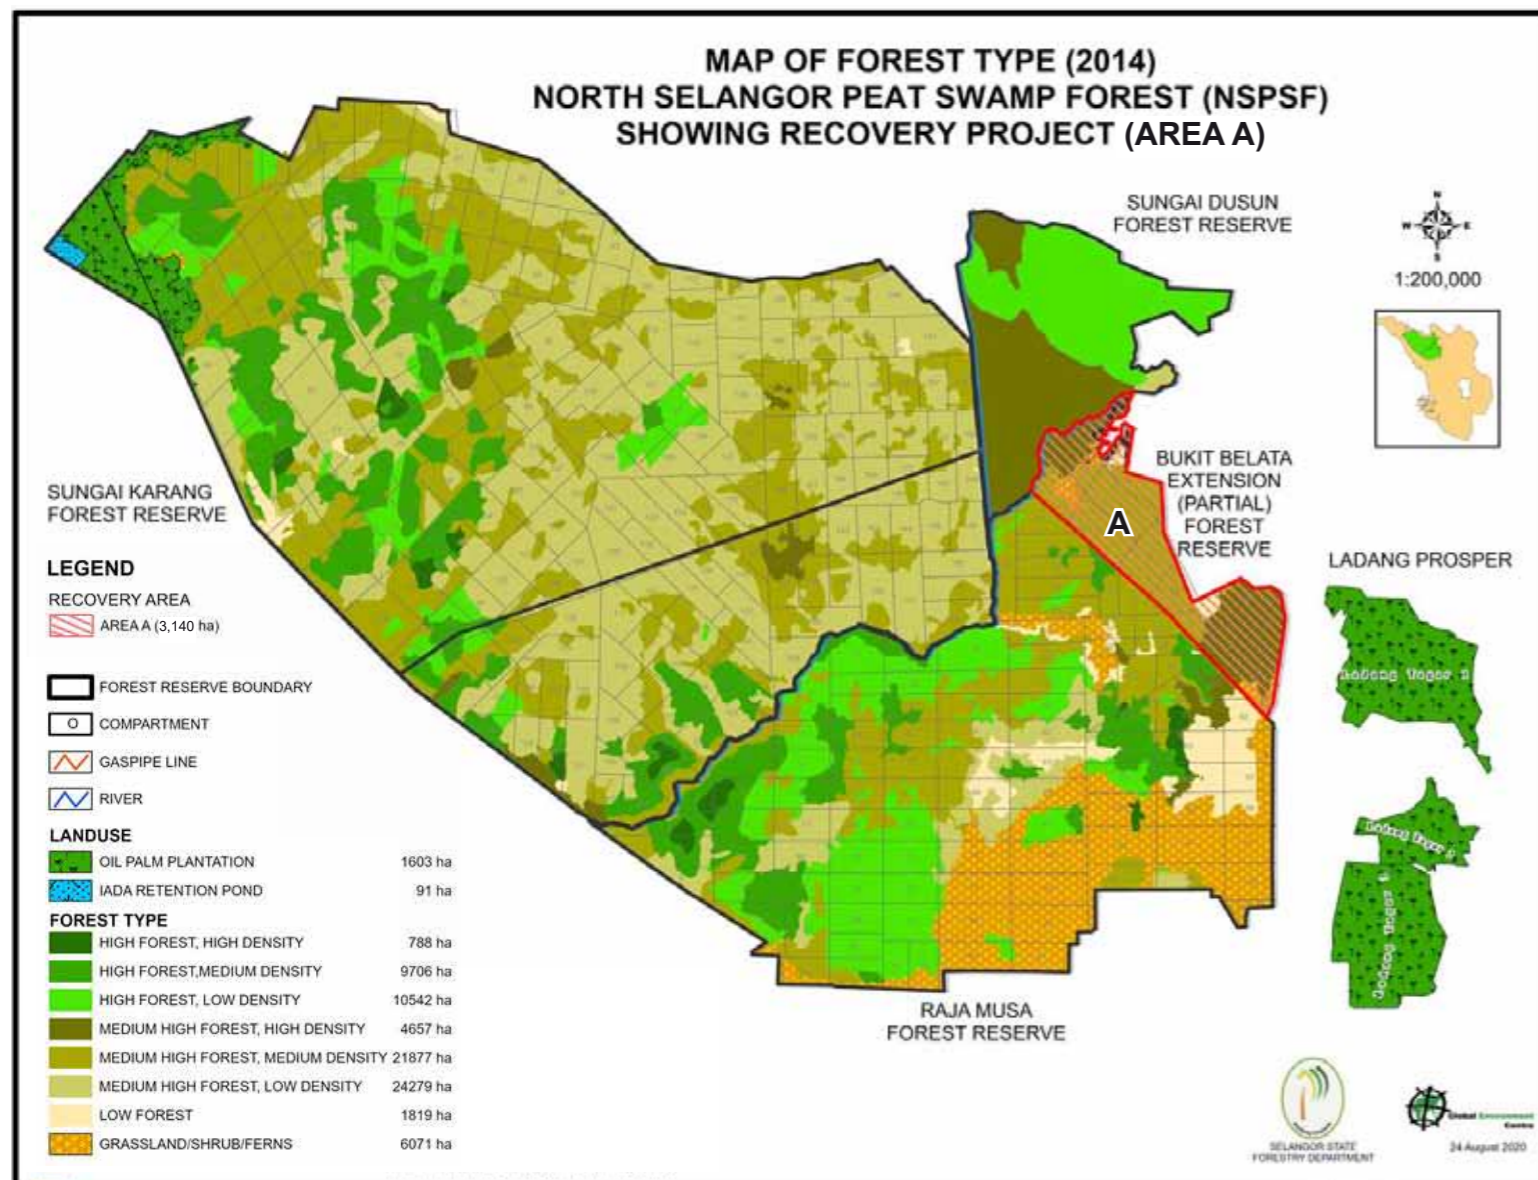 MAP OF FOREST TYPE (2014)
NORTH SELANGOR PEAT SWAMP FOREST (NSPSF)
SHOWING RECOVERY PROJECT (AREA A)
SUNGAI DUSUN
FOREST RESERVE
N
W E
S
1:200,000
BUKIT BELATA
EXTENSION
(PARTIAL)
FOREST
RESERVE
A
SUNGAI KARANG
FOREST RESERVE
LADANG PROSPER
RAJA MUSA
FOREST RESERVE
LEGEND
RECOVERY AREA
AREA A (3,140 ha)
FOREST RESERVE BOUNDARY
COMPARTMENT
GASPIPE LINE
RIVER
LANDUSE
OIL PALM PLANTATION 1603 ha
IADA RETENTION POND 91 ha
FOREST TYPE
HIGH FOREST, HIGH DENSITY 788 ha
HIGH FOREST,MEDIUM DENSITY 9706 ha
HIGH FOREST, LOW DENSITY 10542 ha
MEDIUM HIGH FOREST, HIGH DENSITY 4657 ha
MEDIUM HIGH FOREST, MEDIUM DENSITY 21877 ha
MEDIUM HIGH FOREST, LOW DENSITY 24279 ha
LOW FOREST 1819 ha
GRASSLAND/SHRUB/FERNS 6071 ha
SELANGOR STATE
FORESTRY DEPARTMENT
Global Environment
Centre
24 August 2020